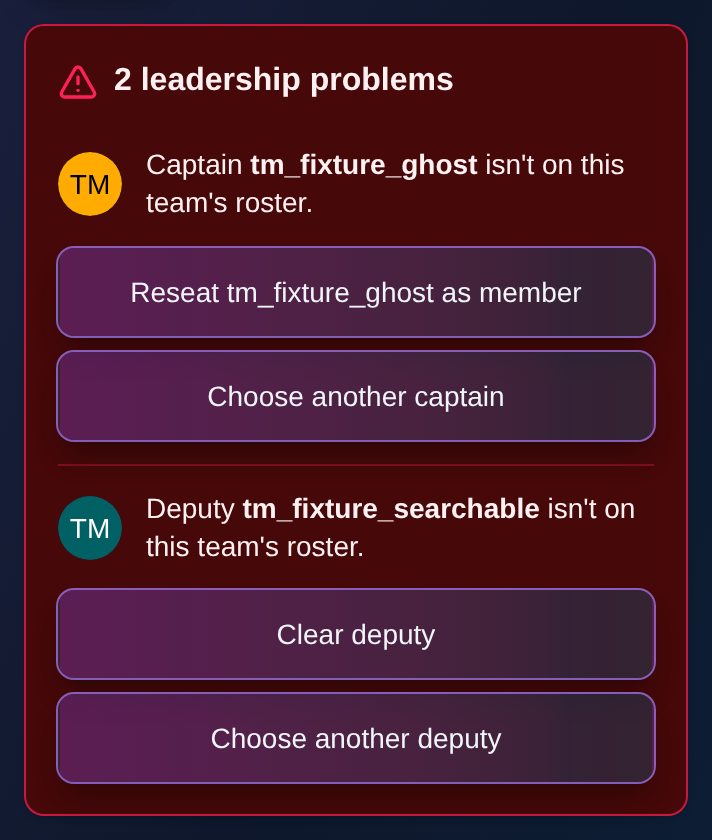 2 leadership problems
TM
Captain tm_fixture_ghost isn't on this
team's roster.
Reseat tm_fixture_ghost as member
Choose another captain
TM
Deputy tm_fixture_searchable isn't on
this team's roster.
Clear deputy
Choose another deputy